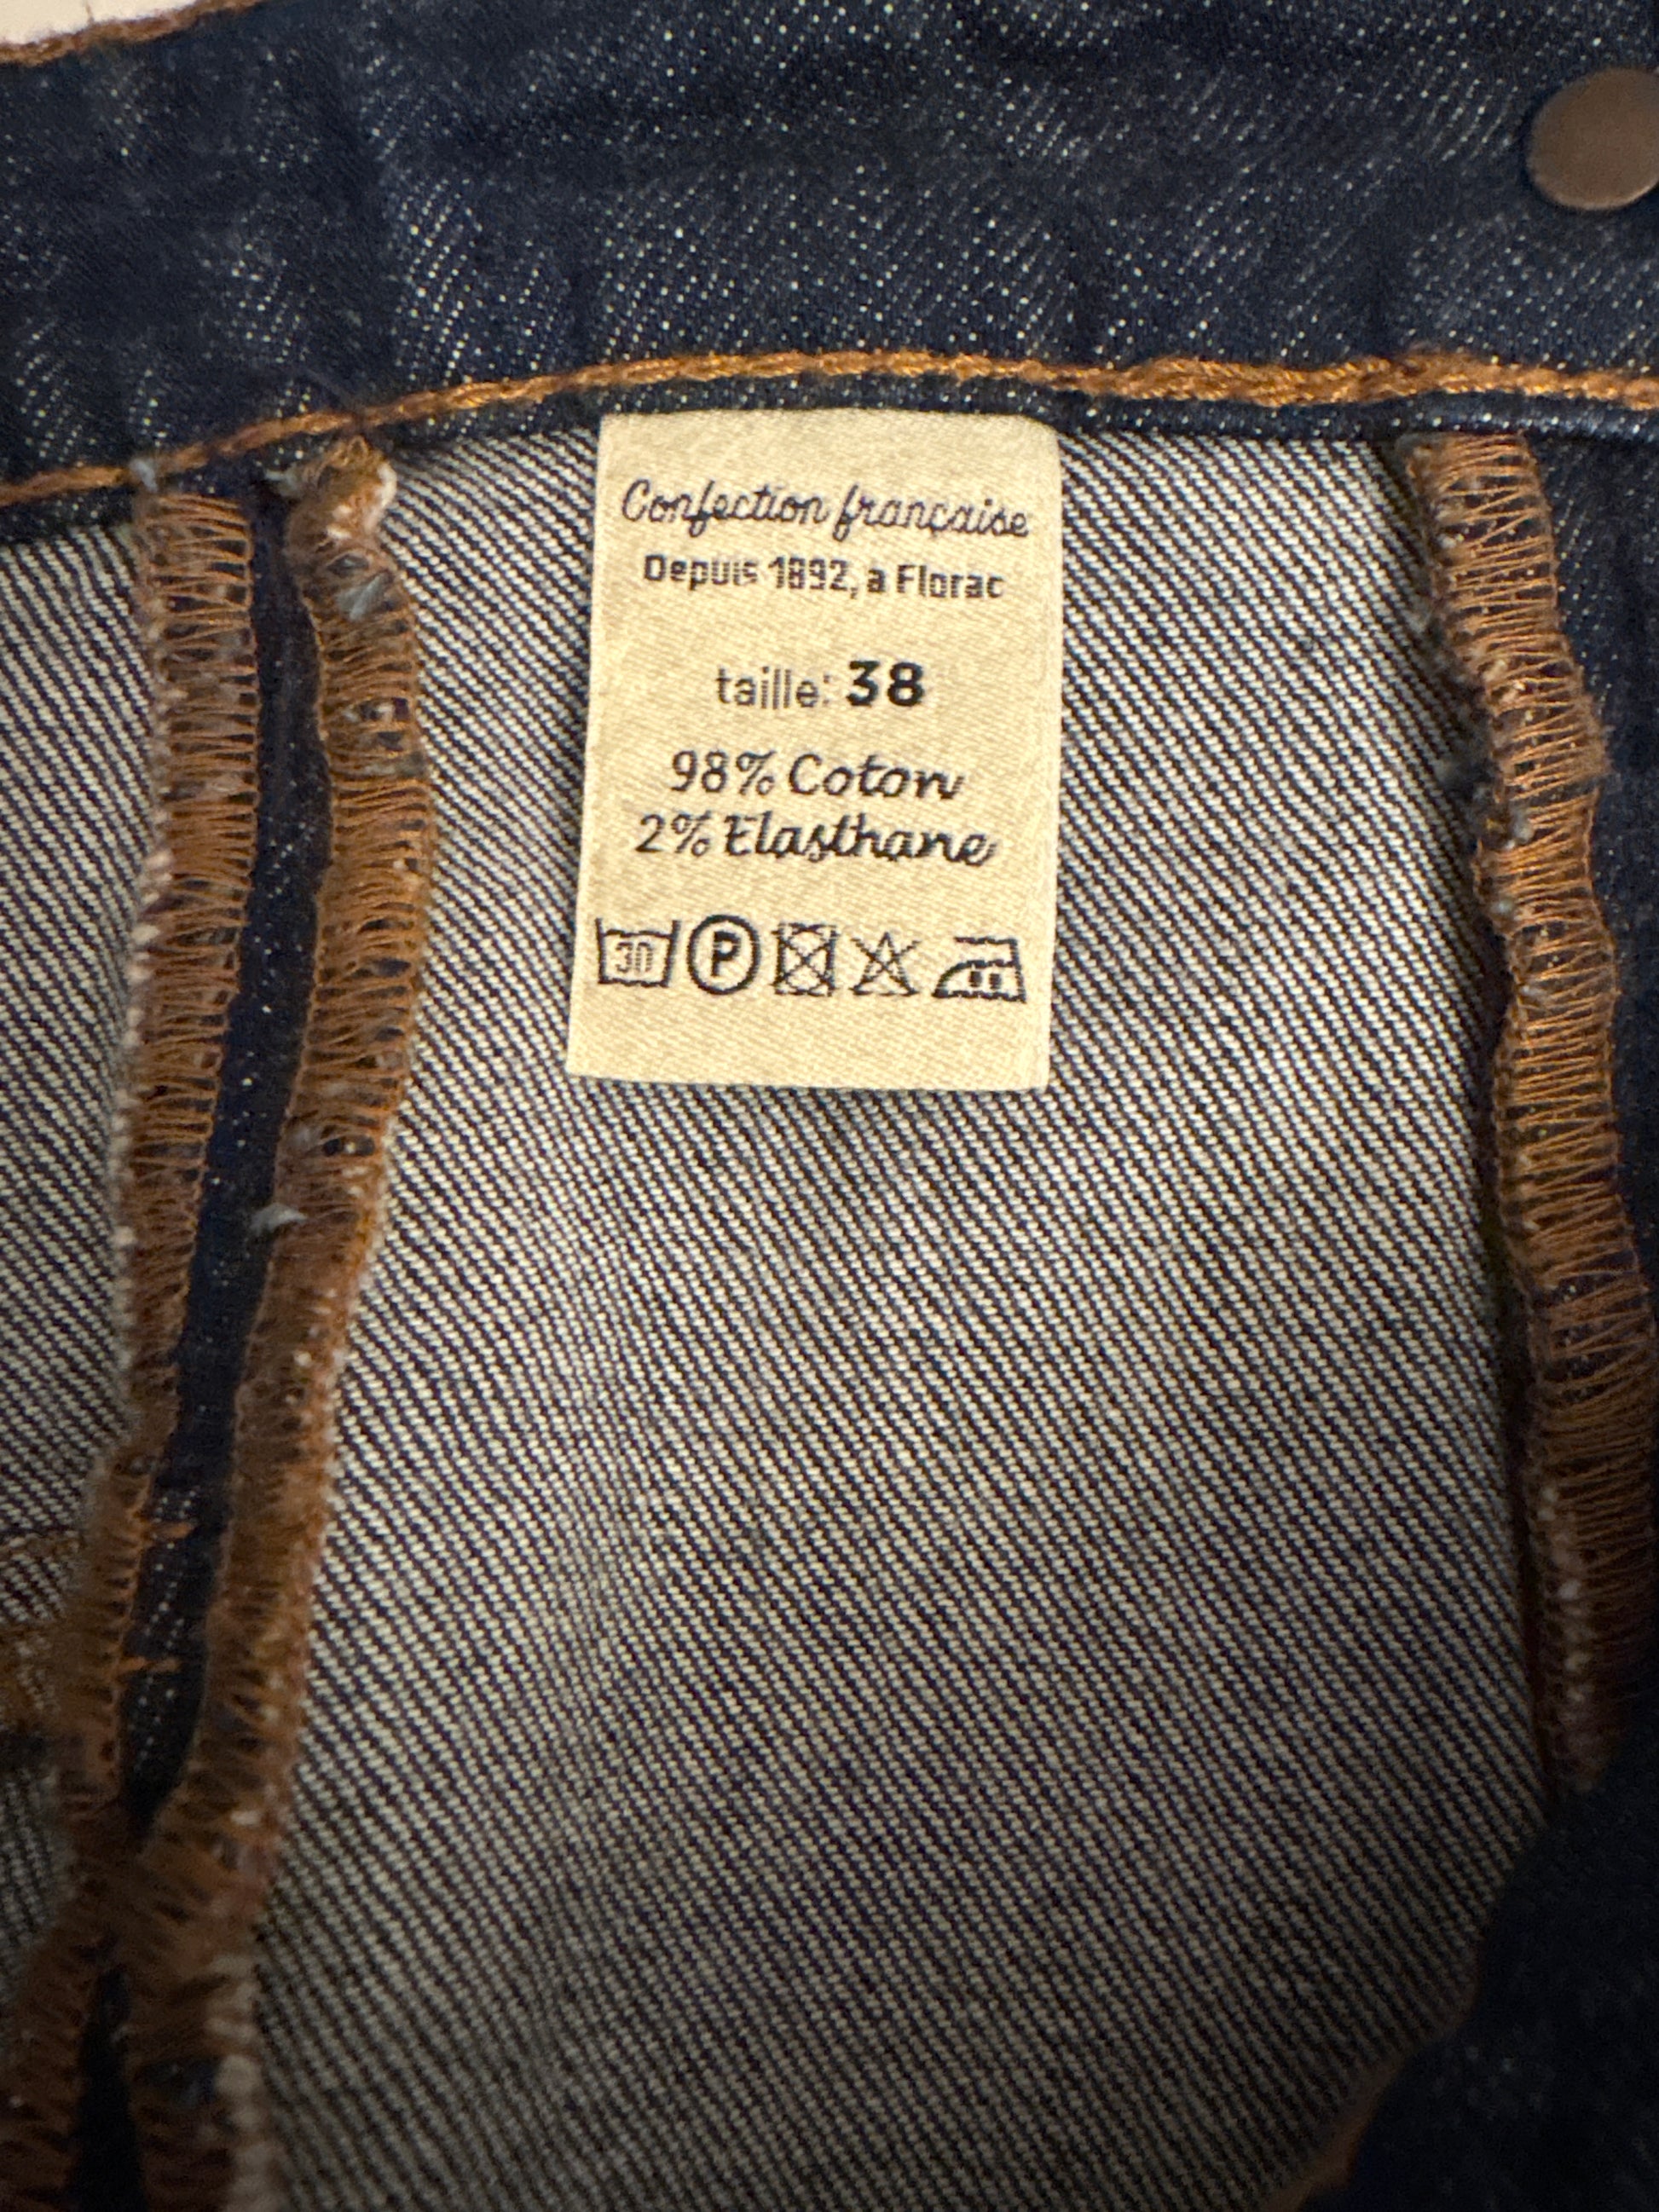 Confection française
Depuis 1892, à Florac
taille: 38
98% Coton
2% Elasthane
30 P